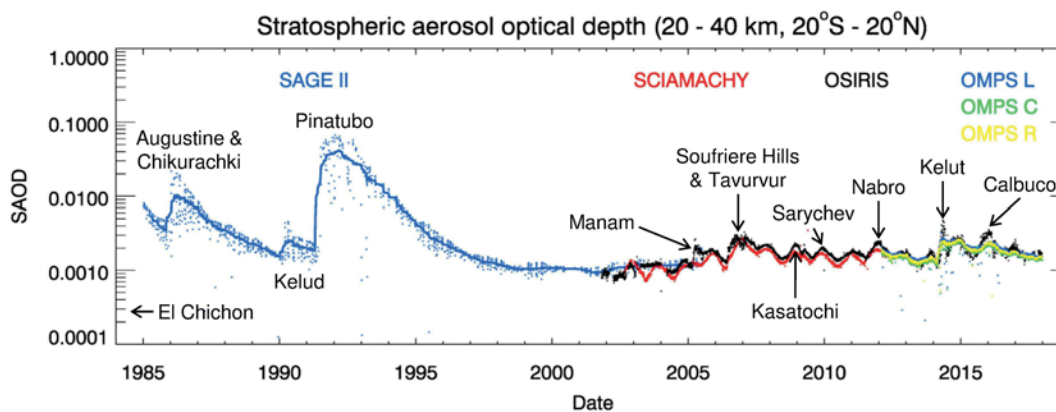 Stratospheric aerosol optical depth (20 - 40 km, 20°S - 20°N)
1.0000
0.1000
0.0100
0.0010
0.0001
SAOD
SAGE II
SCIAMACHY
OSIRIS
OMPS L
OMPS C
OMPS R
Augustine &
Chikurachki
Pinatubo
Kelud
← El Chichon
Manam
Soufriere Hills
& Tavurvur
Sarychev
Kasatochi
Nabro
Kelut
Calbuco
1985
1990
1995
2000
2005
2010
2015
Date